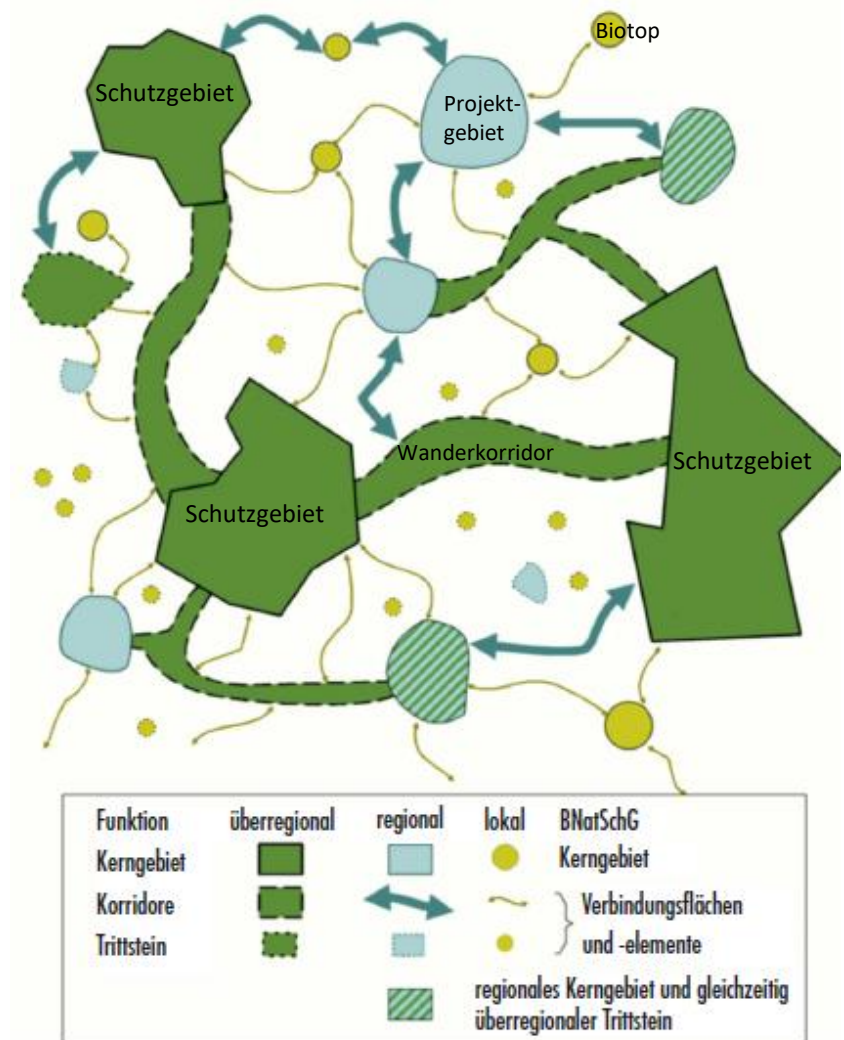 Biotop
Schutzgebiet
Projekt-
gebiet
Wanderkorridor
Schutzgebiet
Schutzgebiet
Funktion überregional regional lokal BNatSchG
Kerngebiet Kerngebiet
Korridore Verbindungsflächen
Trittstein und -elemente
regionales Kerngebiet und gleichzeitig
überregionaler Trittstein